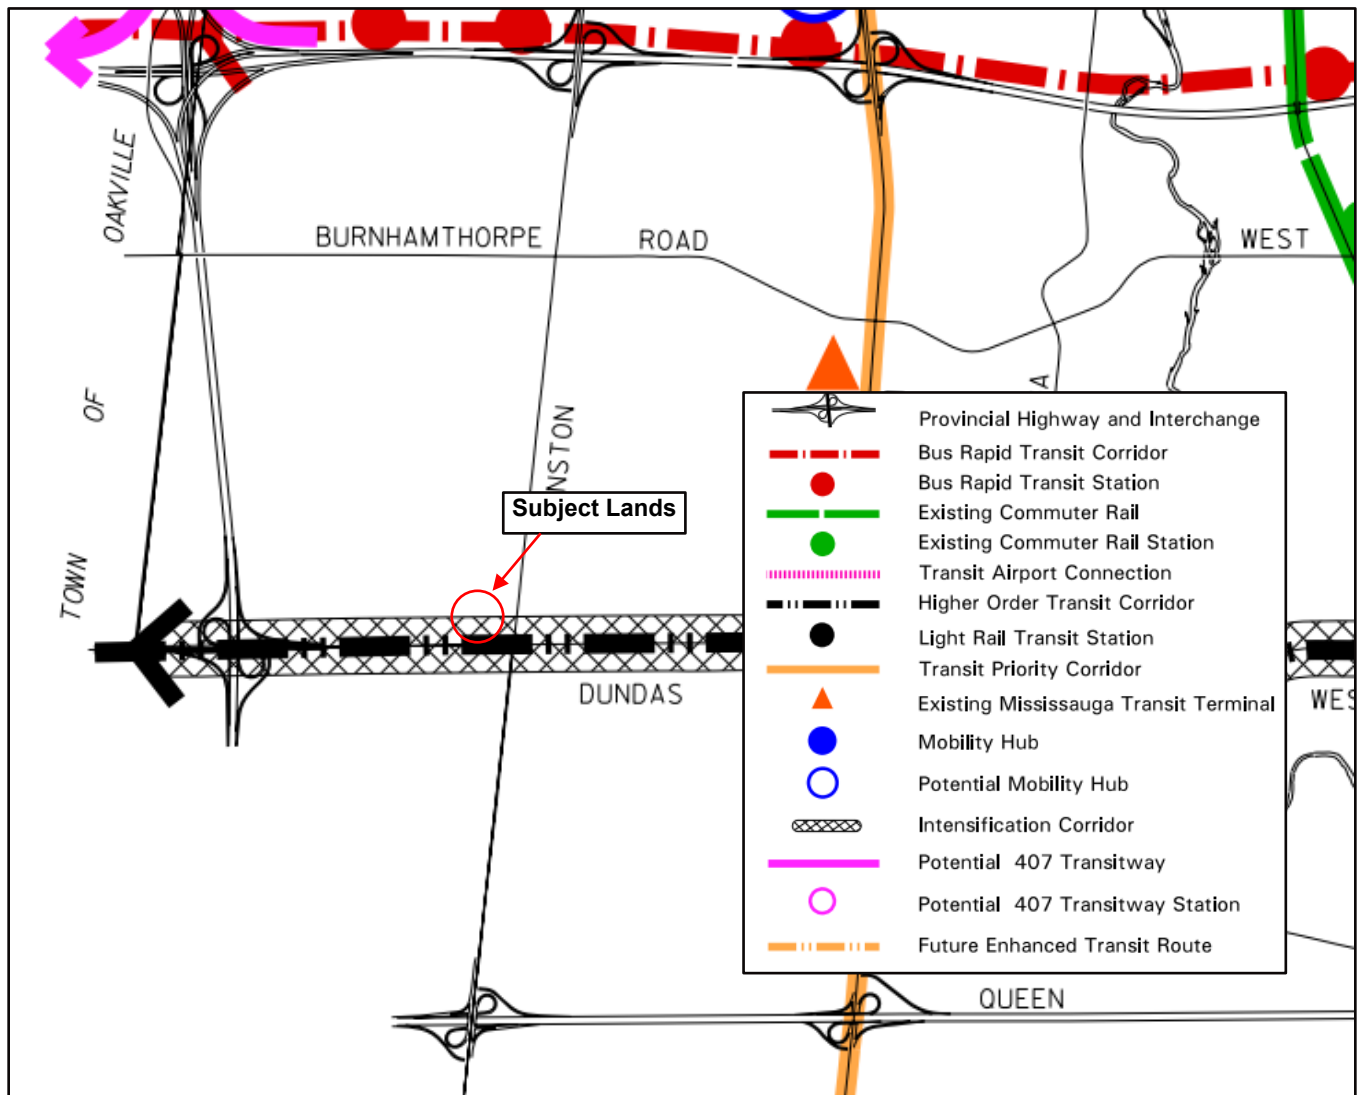 OAKVILLE
BURNHAMTHORPE ROAD WEST
OF
NSTON
A
Subject Lands
TOWN
DUNDAS
WES
QUEEN
Provincial Highway and Interchange
Bus Rapid Transit Corridor
Bus Rapid Transit Station
Existing Commuter Rail
Existing Commuter Rail Station
Transit Airport Connection
Higher Order Transit Corridor
Light Rail Transit Station
Transit Priority Corridor
Existing Mississauga Transit Terminal
Mobility Hub
Potential Mobility Hub
Intensification Corridor
Potential 407 Transitway
Potential 407 Transitway Station
Future Enhanced Transit Route